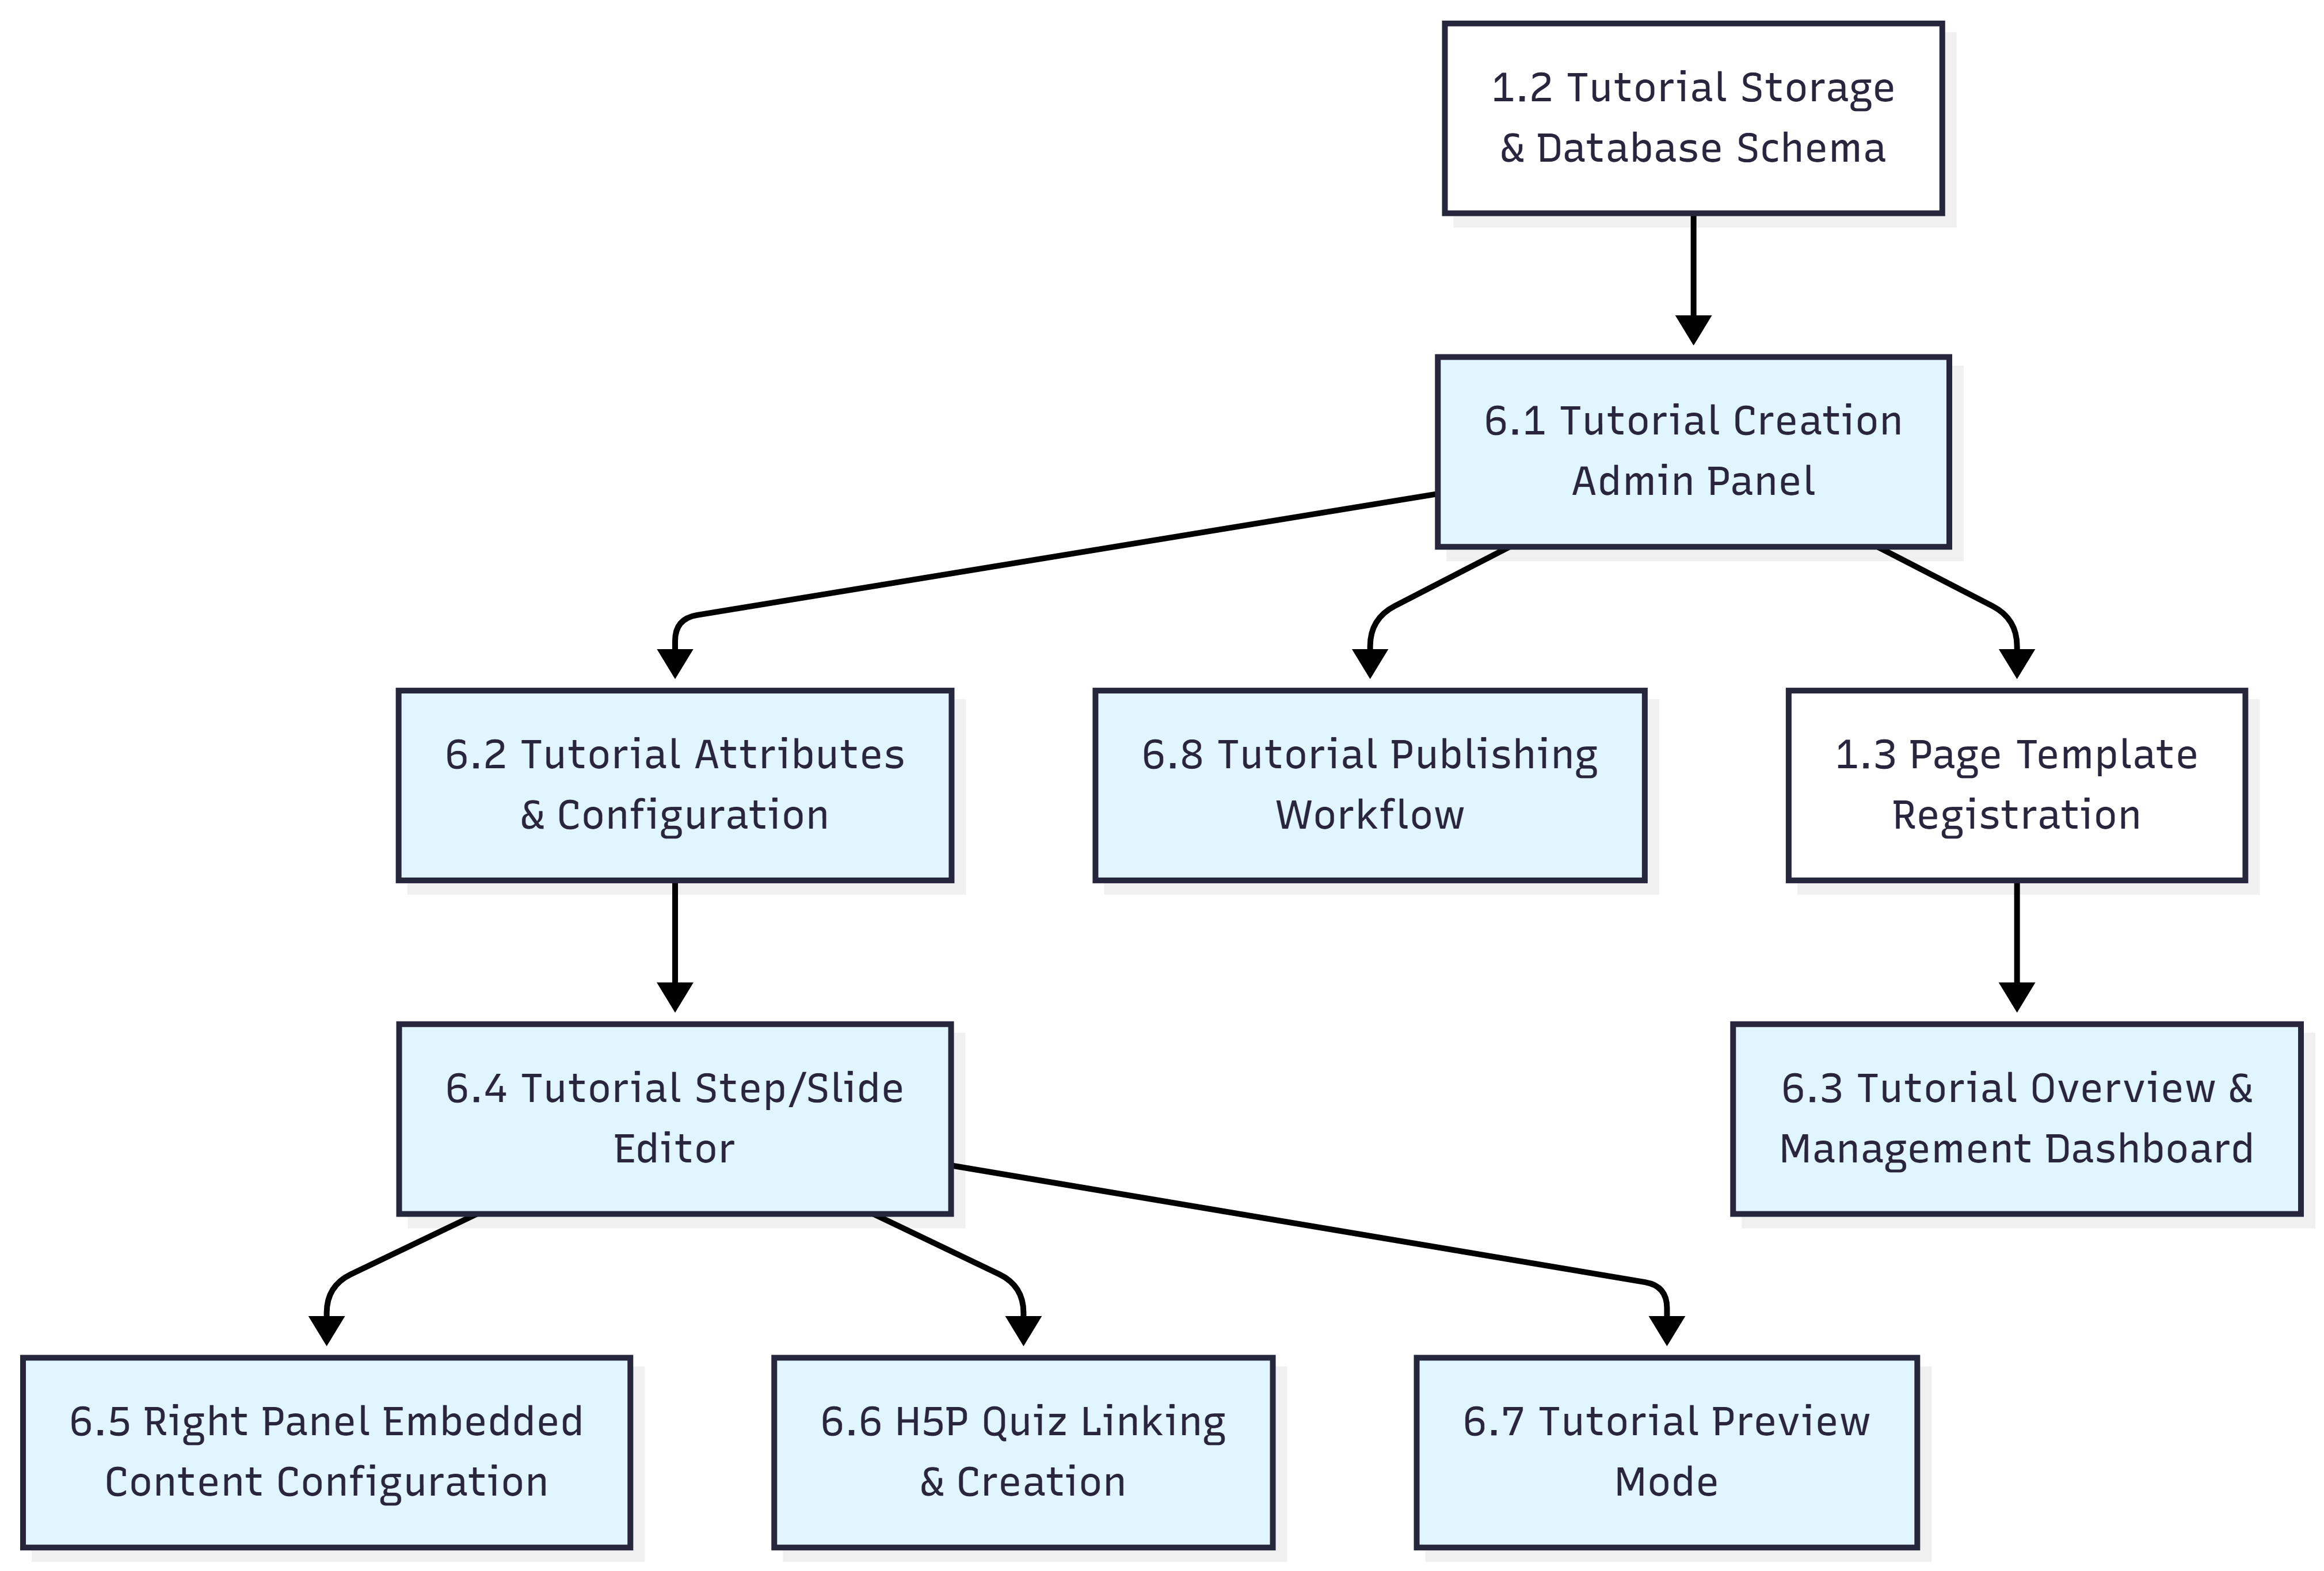 1.2 Tutorial Storage
& Database Schema
6.1 Tutorial Creation
Admin Panel
6.2 Tutorial Attributes
& Configuration
6.8 Tutorial Publishing
Workflow
1.3 Page Template
Registration
6.4 Tutorial Step/Slide
Editor
6.3 Tutorial Overview &
Management Dashboard
6.5 Right Panel Embedded
Content Configuration
6.6 H5P Quiz Linking
& Creation
6.7 Tutorial Preview
Mode